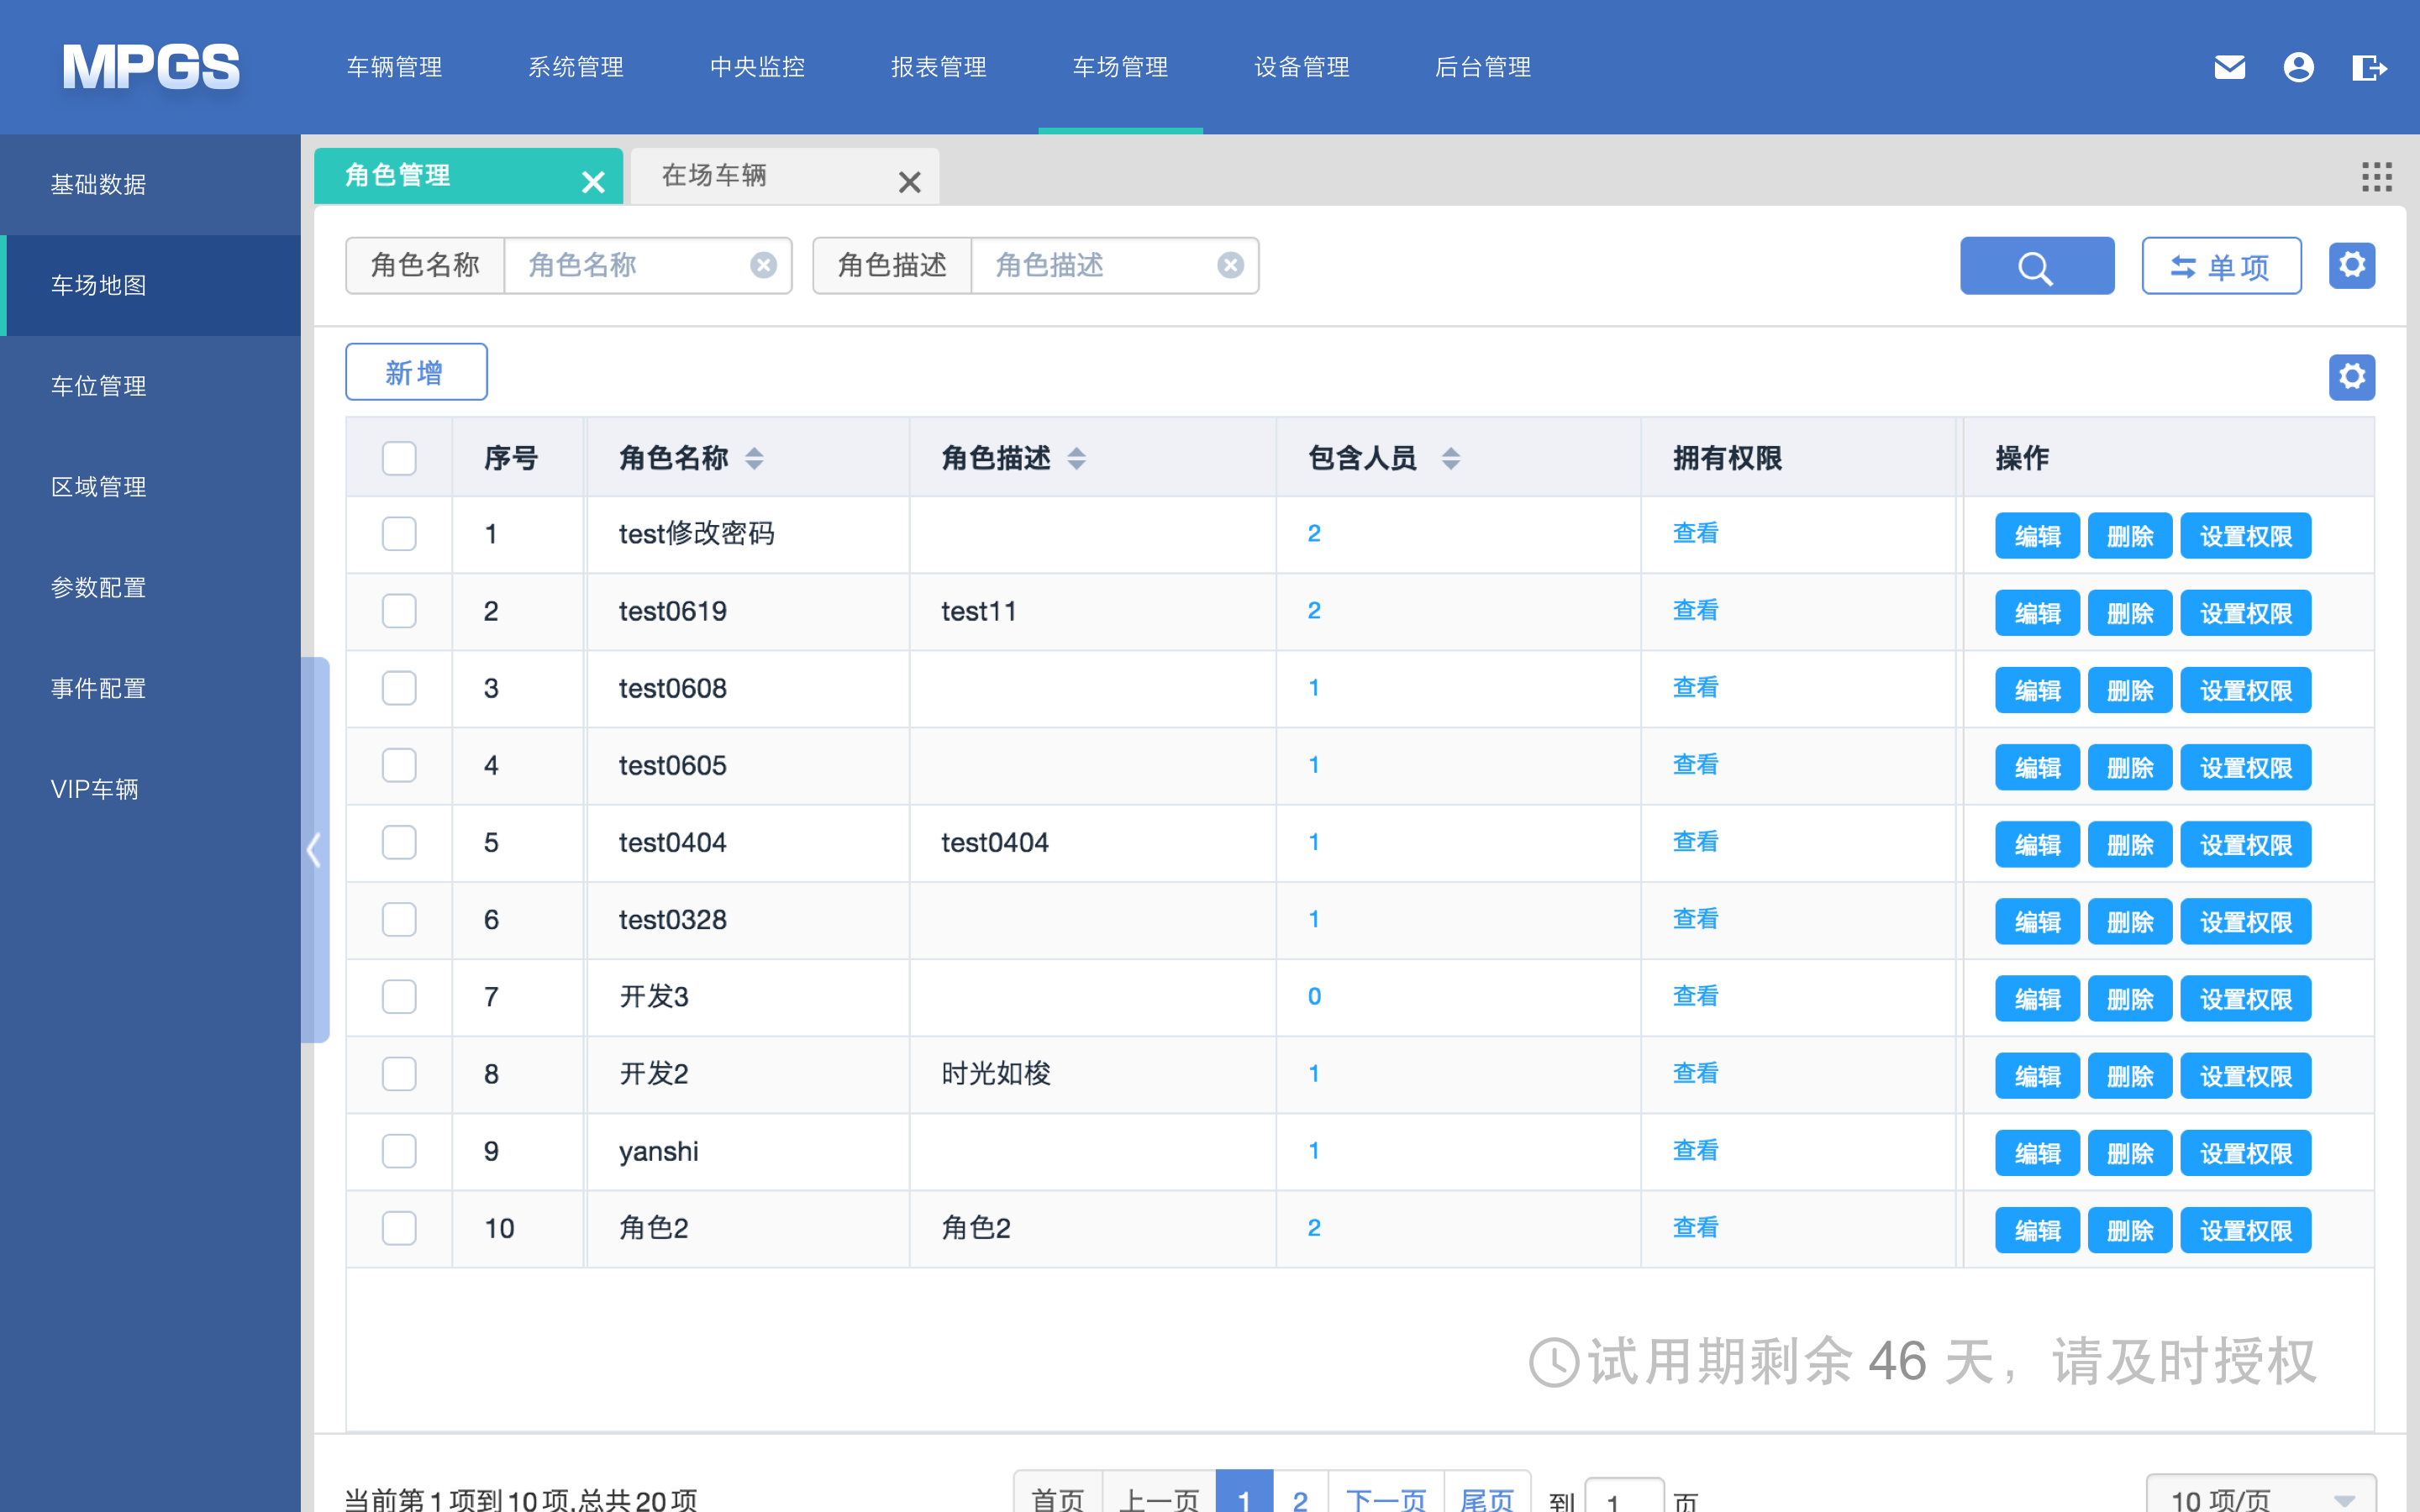 MPGS 车辆管理 系统管理 中央监控 报表管理 车场管理 设备管理 后台管理
基础数据
车场地图
车位管理
区域管理
参数配置
事件配置
VIP车辆
角色管理 在场车辆
角色名称 角色名称 角色描述 角色描述 单项
新增
序号 角色名称 角色描述 包含人员 拥有权限 操作
1 test修改密码 2 查看 编辑 删除 设置权限
2 test0619 test11 2 查看 编辑 删除 设置权限
3 test0608 1 查看 编辑 删除 设置权限
4 test0605 1 查看 编辑 删除 设置权限
5 test0404 test0404 1 查看 编辑 删除 设置权限
6 test0328 1 查看 编辑 删除 设置权限
7 开发3 0 查看 编辑 删除 设置权限
8 开发2 时光如梭 1 查看 编辑 删除 设置权限
9 yanshi 1 查看 编辑 删除 设置权限
10 角色2 角色2 2 查看 编辑 删除 设置权限
试用期剩余 46 天，请及时授权
当前第1项到10项,总共20项 首页 上一页 1 2 下一页 尾页 到 1 页 10 项/页